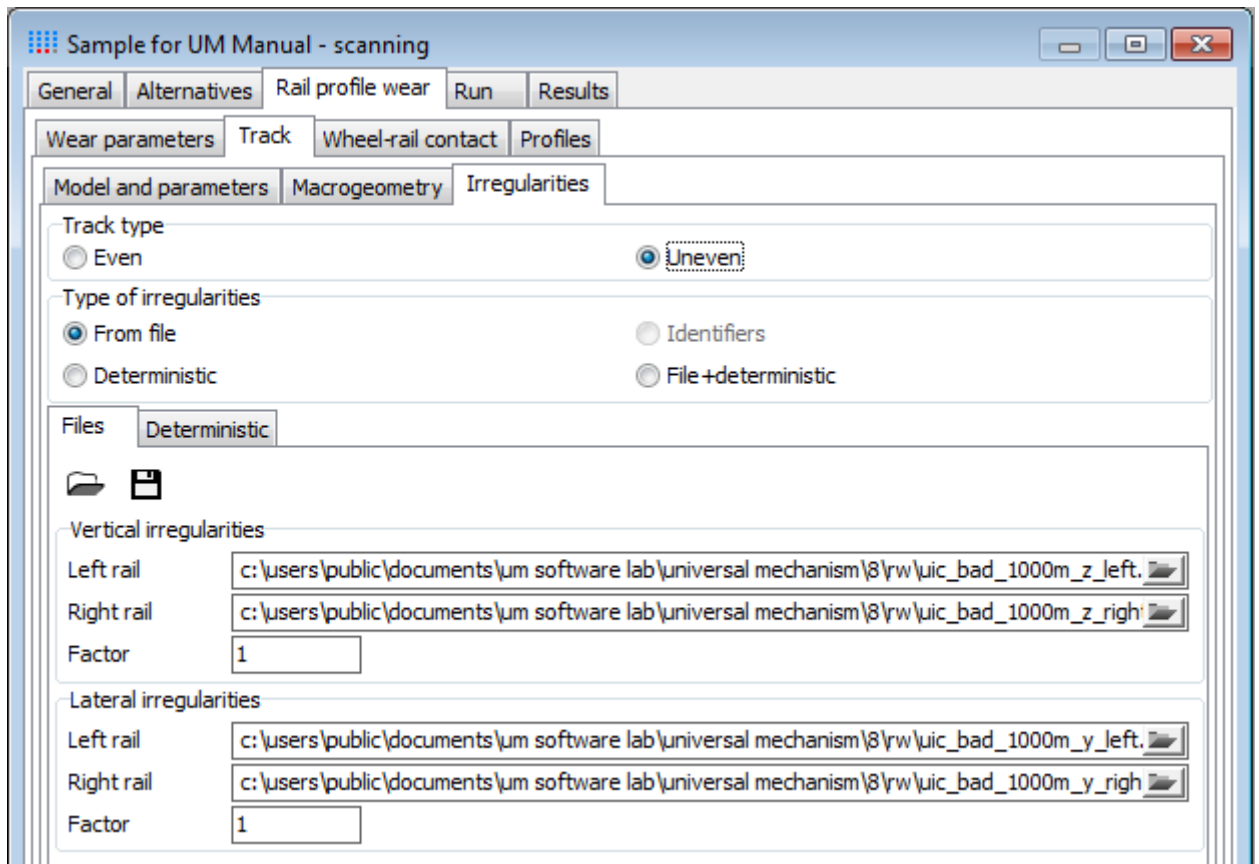 Sample for UM Manual - scanning
General Alternatives Rail profile wear Run Results
Wear parameters Track Wheel-rail contact Profiles
Model and parameters Macrogeometry Irregularities
Track type
Even Uneven
Type of irregularities
From file Identifiers
Deterministic File+deterministic
Files Deterministic
Vertical irregularities
Left rail c:\users\public\documents\um software lab\universal mechanism\8\rw\uic_bad_1000m_z_left.
Right rail c:\users\public\documents\um software lab\universal mechanism\8\rw\uic_bad_1000m_z_right
Factor 1
Lateral irregularities
Left rail c:\users\public\documents\um software lab\universal mechanism\8\rw\uic_bad_1000m_y_left.
Right rail c:\users\public\documents\um software lab\universal mechanism\8\rw\uic_bad_1000m_y_righ
Factor 1